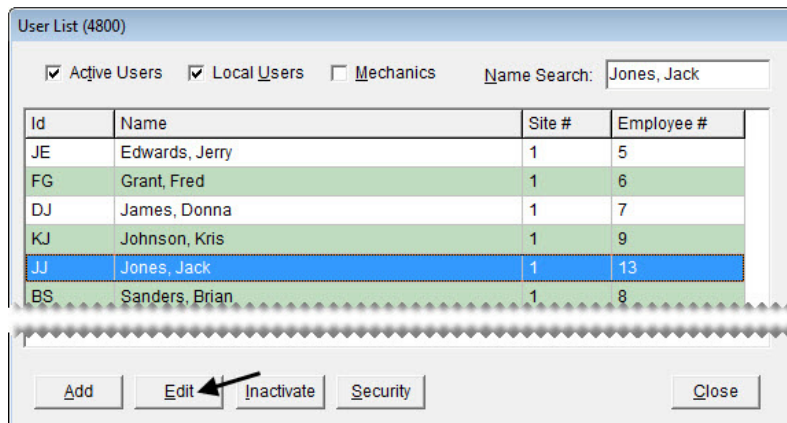 User List (4800)
Active Users Local Users Mechanics Name Search: Jones, Jack
Id Name Site # Employee #
JE Edwards, Jerry 1 5
FG Grant, Fred 1 6
DJ James, Donna 1 7
KJ Johnson, Kris 1 9
JJ Jones, Jack 1 13
BS Sanders, Brian 1 8
Add Edit Inactivate Security Close